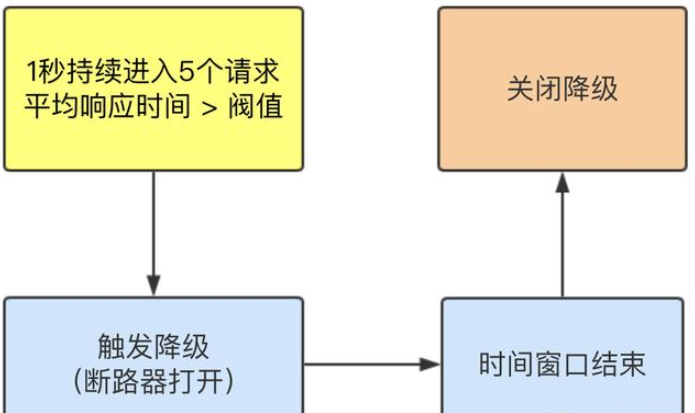 1秒持续进入5个请求
平均响应时间 > 阀值
关闭降级
触发降级
（断路器打开）
时间窗口结束